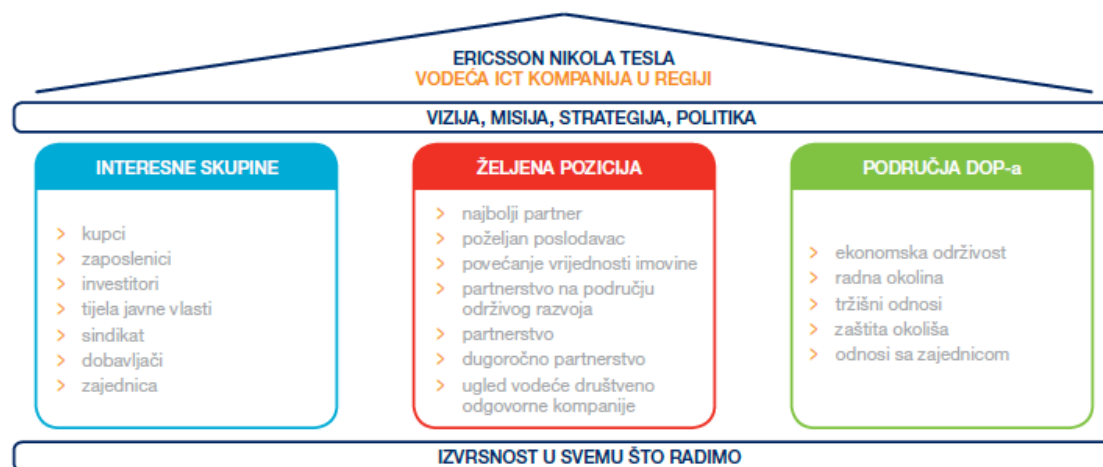 ERICSSON NIKOLA TESLA
VODEĆA ICT KOMPANIJA U REGIJI
VIZIJA, MISIJA, STRATEGIJA, POLITIKA
INTERESNE SKUPINE
> kupci
> zaposlenici
> investitori
> tijela javne vlasti
> sindikat
> dobavljači
> zajednica
ŽELJENA POZICIJA
> najbolji partner
> poželjan poslodavac
> povećanje vrijednosti imovine
> partnerstvo na području
održivog razvoja
> partnerstvo
> dugoročno partnerstvo
> ugled vodeće društveno
odgovorne kompanije
PODRUČJA DOP-a
> ekonomska održivost
> radna okolina
> tržišni odnosi
> zaštita okoliša
> odnosi sa zajednicom
IZVRSNOST U SVEMU ŠTO RADIMO